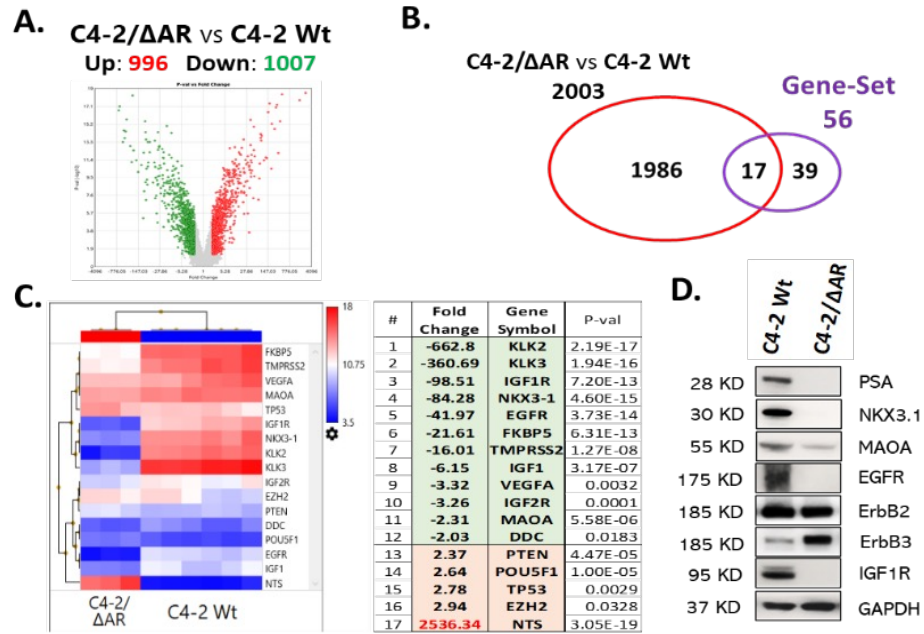 A.
C4-2/ΔAR vs C4-2 Wt
Up: 996 Down: 1007
P-val vs Fold Change
P-val (-log10)
Fold Change
B.
C4-2/ΔAR vs C4-2 Wt
2003
Gene-Set
56
1986
17
39
C.
18
3.5
FKBP5
TMPRSS2
VEGFA
MAOA
TP53
IGF1R
NKX3-1
KLK2
KLK3
IGF2R
EZH2
PTEN
DDC
POU5F1
EGFR
IGF1
NTS
C4-2/
ΔAR
C4-2 Wt
# Fold Change Gene Symbol P-val
1 -662.8 KLK2 2.19E-17
2 -360.69 KLK3 1.94E-16
3 -98.51 IGF1R 7.20E-13
4 -84.28 NKX3-1 4.60E-15
5 -41.97 EGFR 3.73E-14
6 -21.61 FKBP5 6.31E-13
7 -16.01 TMPRSS2 1.27E-08
8 -6.15 IGF1 3.17E-07
9 -3.32 VEGFA 0.0032
10 -3.26 IGF2R 0.0001
11 -2.31 MAOA 5.58E-06
12 -2.03 DDC 0.0183
13 2.37 PTEN 4.47E-05
14 2.64 POU5F1 1.00E-05
15 2.78 TP53 0.0029
16 2.94 EZH2 0.0328
17 2536.34 NTS 3.05E-19
D.
C4-2 Wt
C4-2/ΔAR
28 KD PSA
30 KD NKX3.1
55 KD MAOA
175 KD EGFR
185 KD ErbB2
185 KD ErbB3
95 KD IGF1R
37 KD GAPDH